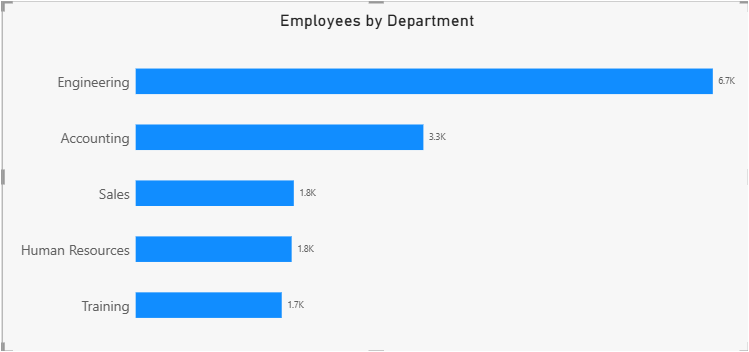 Employees by Department
Engineering 6.7K
Accounting 3.3K
Sales 1.8K
Human Resources 1.8K
Training 1.7K